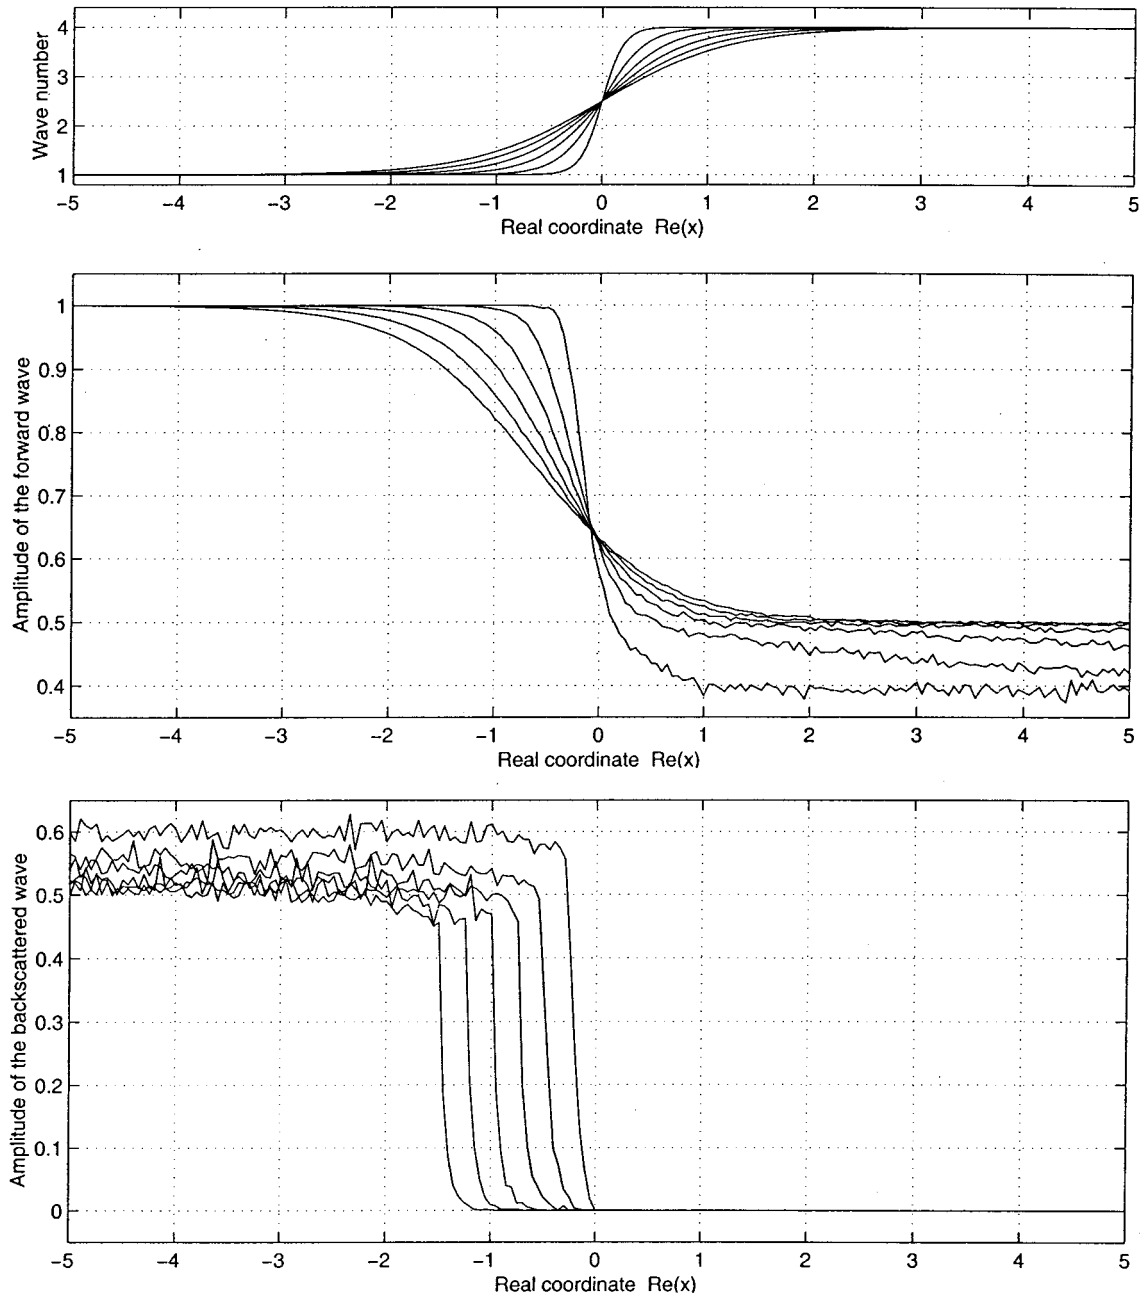 Wave number
4
3
2
1
−5 −4 −3 −2 −1 0 1 2 3 4 5
Real coordinate Re(x)
Amplitude of the forward wave
1
0.9
0.8
0.7
0.6
0.5
0.4
−5 −4 −3 −2 −1 0 1 2 3 4 5
Real coordinate Re(x)
Amplitude of the backscattered wave
0.6
0.5
0.4
0.3
0.2
0.1
0
−5 −4 −3 −2 −1 0 1 2 3 4 5
Real coordinate Re(x)